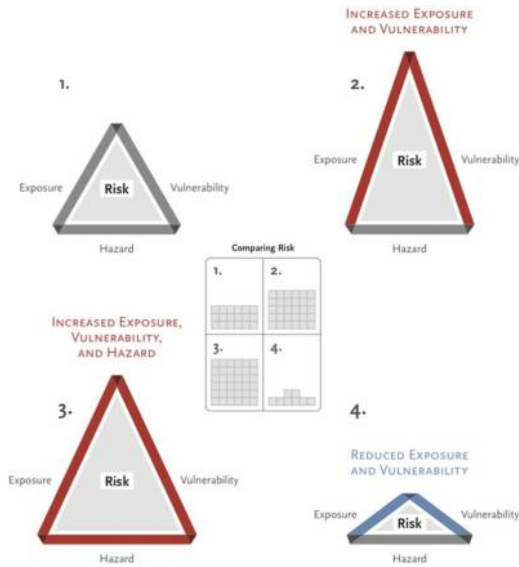 1.
Exposure
Risk
Vulnerability
Hazard
INCREASED EXPOSURE
AND VULNERABILITY
2.
Exposure
Risk
Vulnerability
Hazard
Comparing Risk
1.
2.
3.
4.
INCREASED EXPOSURE,
VULNERABILITY,
AND HAZARD
3.
Exposure
Risk
Vulnerability
Hazard
4.
REDUCED EXPOSURE
AND VULNERABILITY
Exposure
Risk
Vulnerability
Hazard